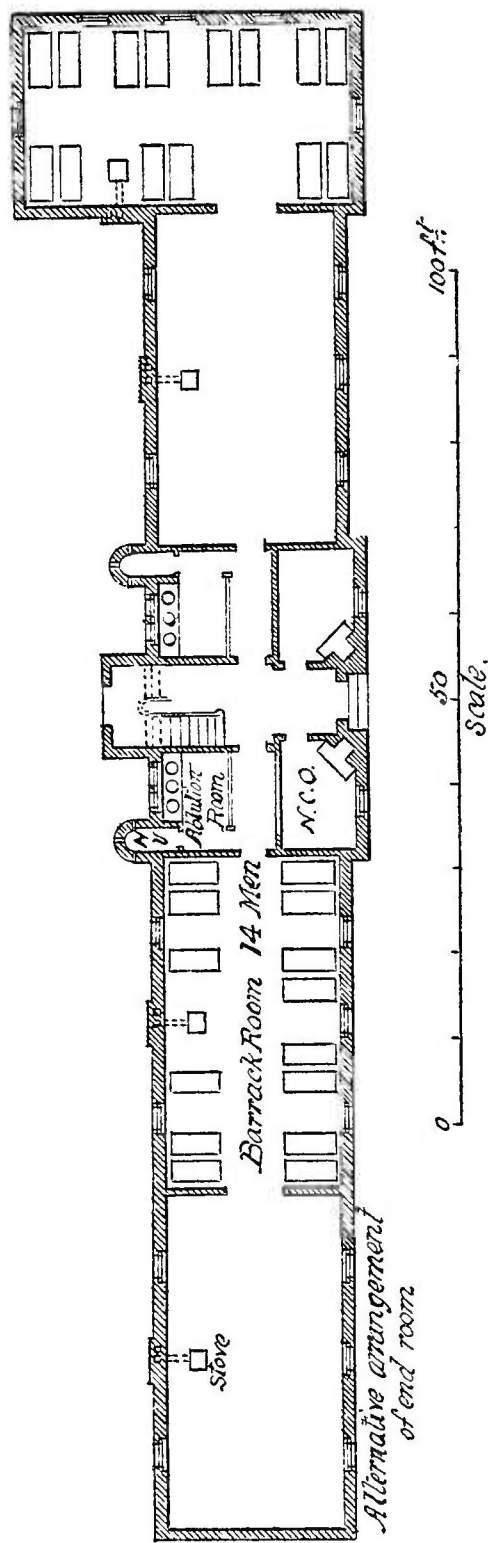 Alternative arrangement
of end room
Stove
Barrack Room 14 Men
Ablution
Room
N.C.O.
0
50
100 ft.
Scale.